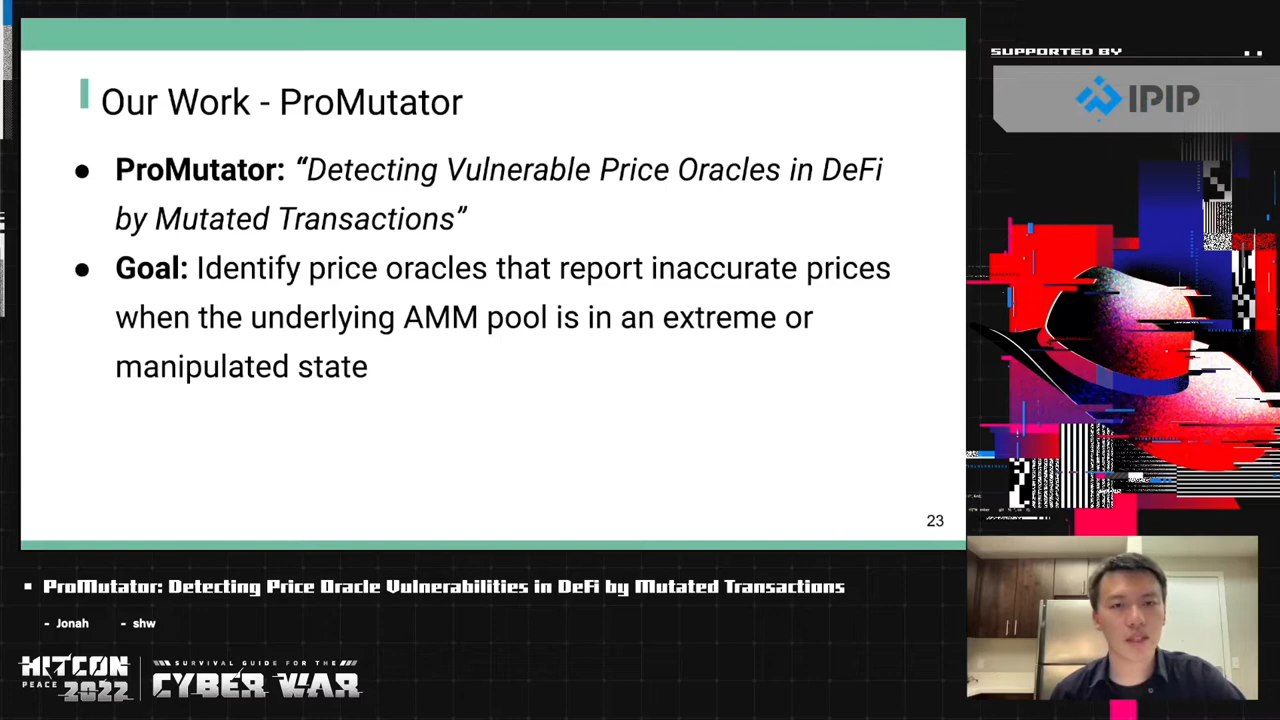 Our Work - ProMutator
● ProMutator: “Detecting Vulnerable Price Oracles in DeFi
by Mutated Transactions”
● Goal: Identify price oracles that report inaccurate prices
when the underlying AMM pool is in an extreme or
manipulated state
23
SUPPORTED BY
IPIP
ProMutator: Detecting Price Oracle Vulnerabilities in DeFi by Mutated Transactions
- Jonah - shw
HITCON
PEACE 2022
SURVIVAL GUIDE FOR THE
CYBER WAR